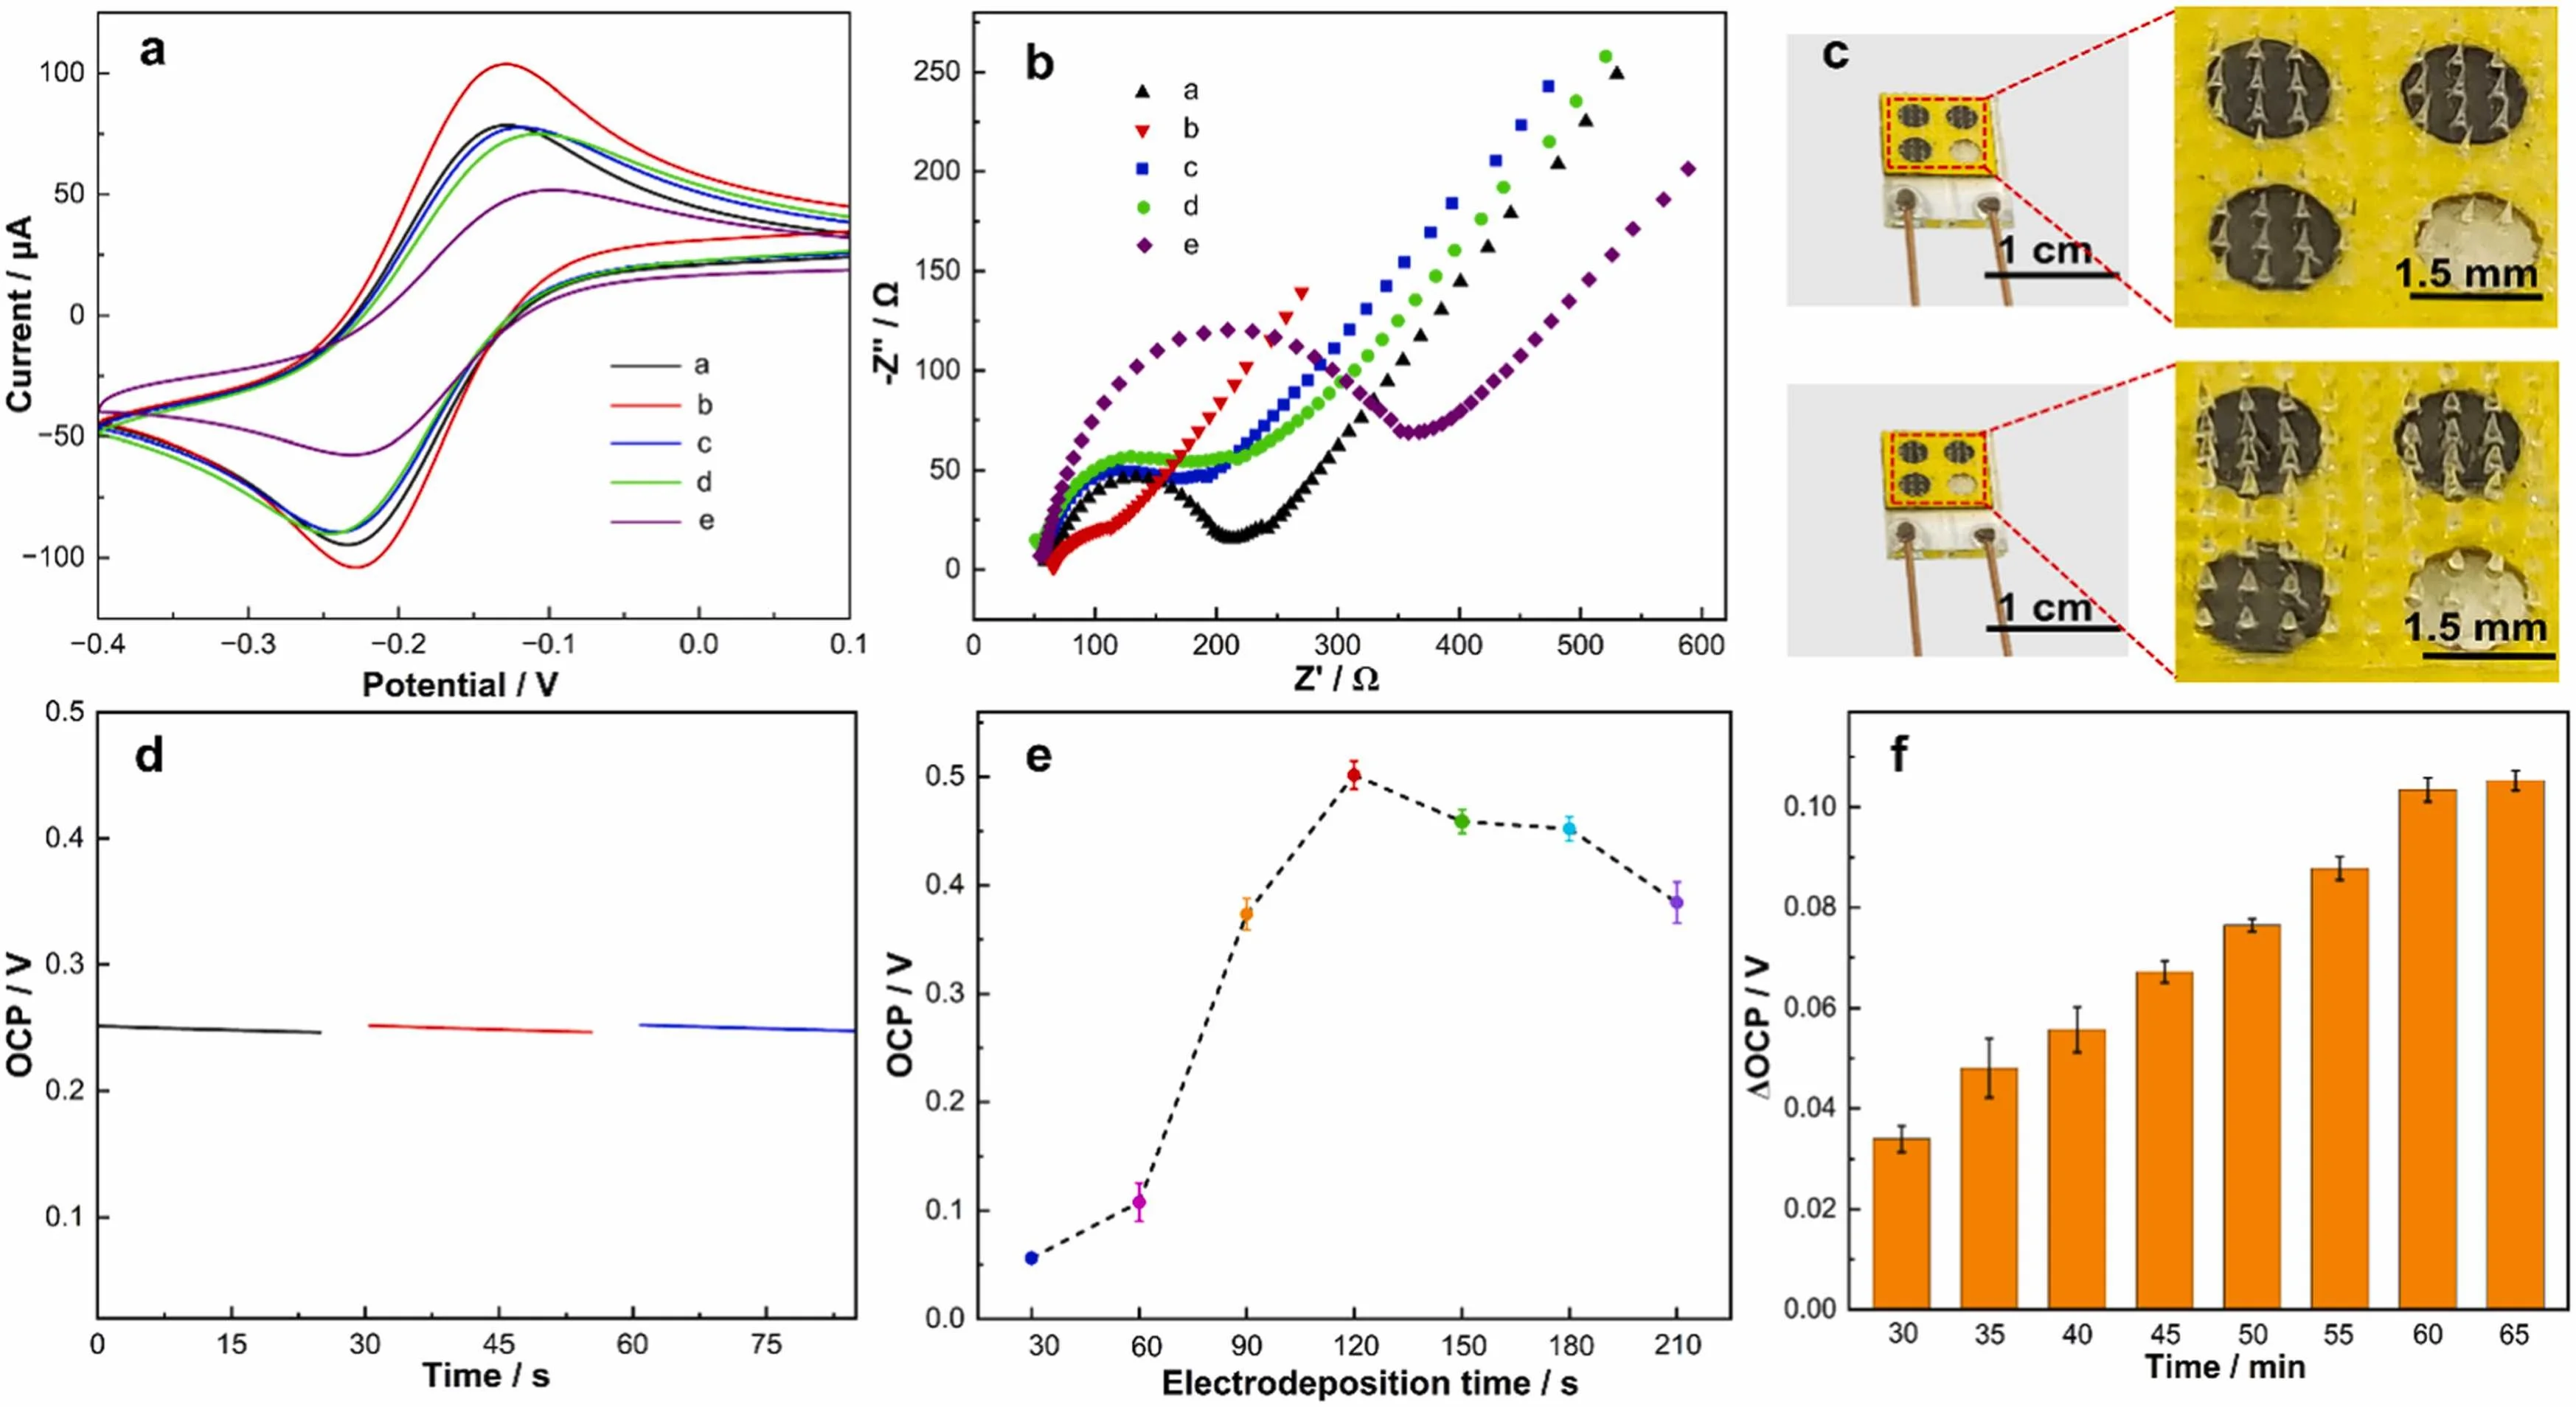 a
100
50
0
−50
−100
Current / µA
a
b
c
d
e
−0.4 −0.3 −0.2 −0.1 0.0 0.1
Potential / V
b
a
b
c
d
e
250
200
150
100
50
0
-Z'' / Ω
0 100 200 300 400 500 600
Z' / Ω
c
1 cm
1.5 mm
1 cm
1.5 mm
d
0.5
0.4
0.3
0.2
0.1
OCP / V
0 15 30 45 60 75
Time / s
e
0.5
0.4
0.3
0.2
0.1
0.0
OCP / V
30 60 90 120 150 180 210
Electrodeposition time / s
f
0.10
0.08
0.06
0.04
0.02
0.00
ΔOCP / V
30 35 40 45 50 55 60 65
Time / min